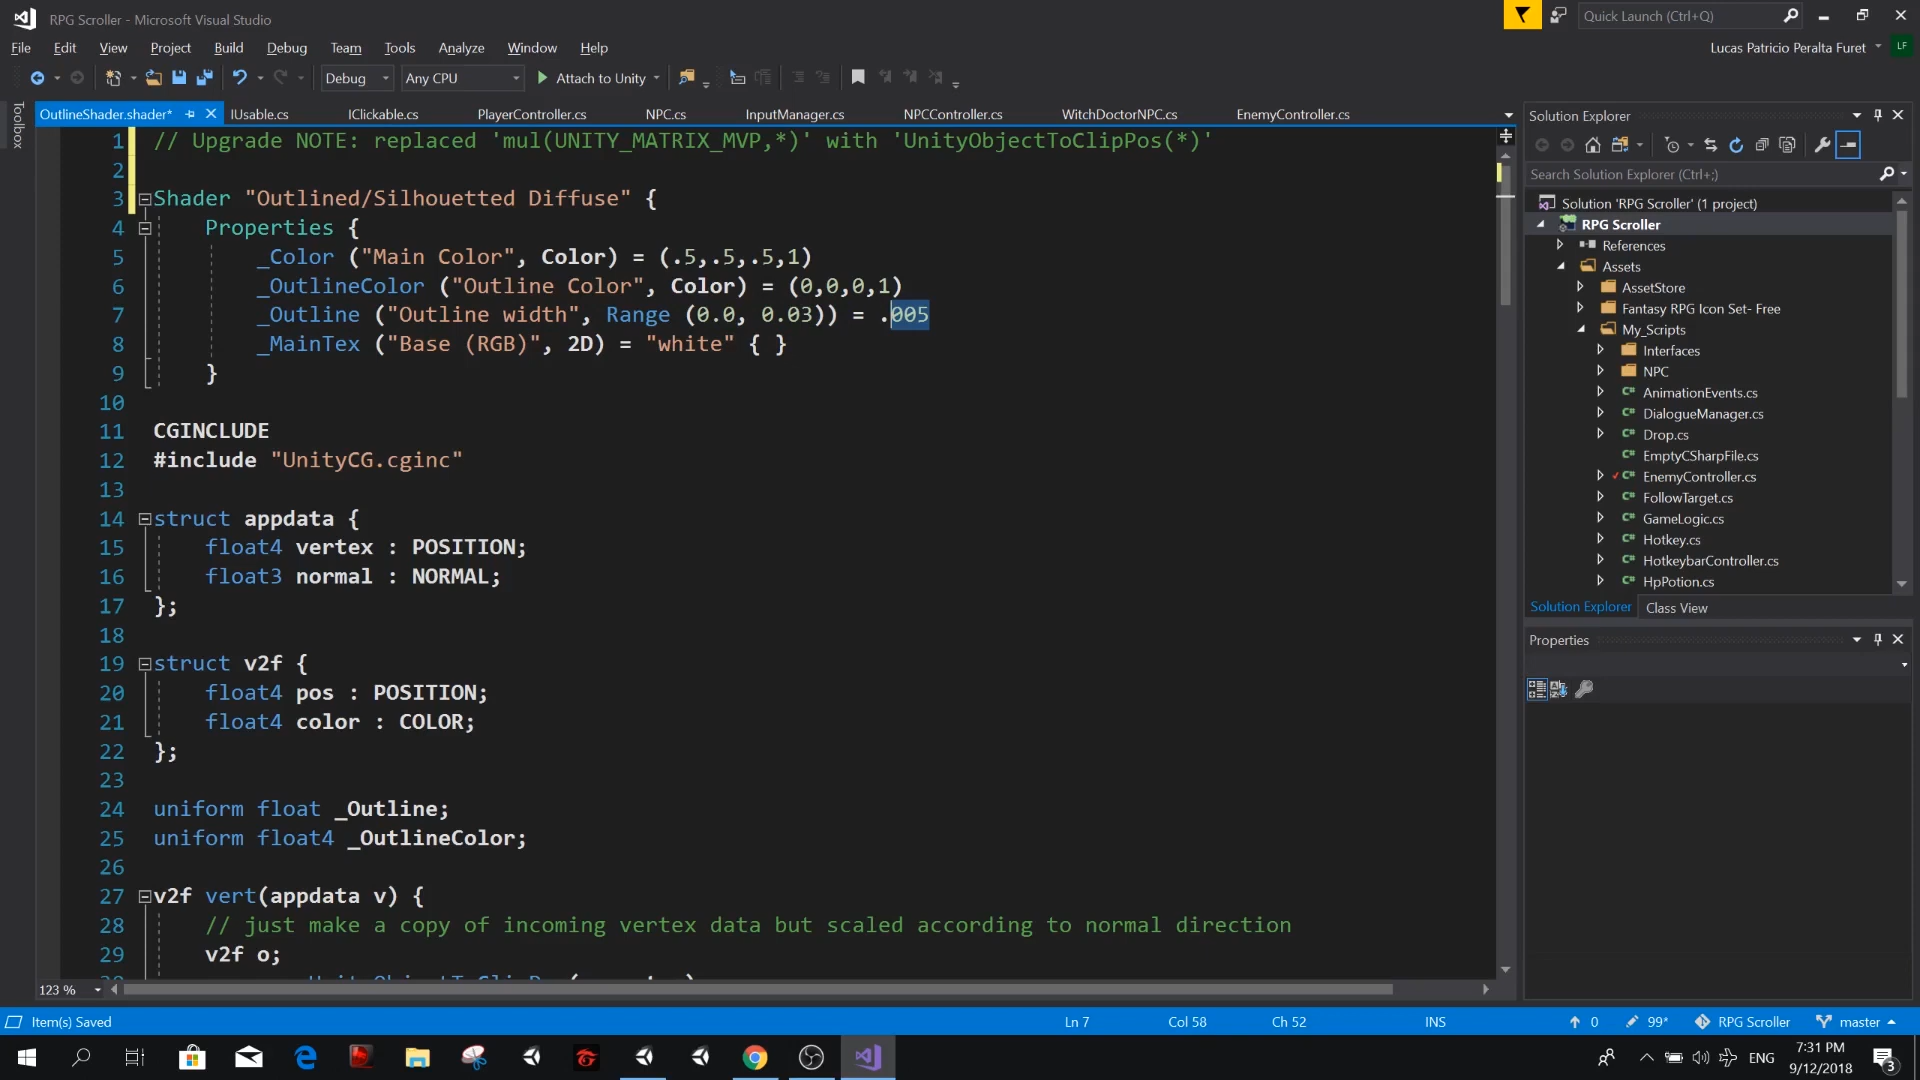 RPG Scroller - Microsoft Visual Studio
Quick Launch (Ctrl+Q)
File Edit View Project Build Debug Team Tools Analyze Window Help
Lucas Patricio Peralta Furet LF
Debug Any CPU Attach to Unity
Toolbox
OutlineShader.shader* IUsable.cs IClickable.cs PlayerController.cs NPC.cs InputManager.cs NPCController.cs WitchDoctorNPC.cs EnemyController.cs
1 // Upgrade NOTE: replaced 'mul(UNITY_MATRIX_MVP,*)' with 'UnityObjectToClipPos(*)'
2
3 Shader "Outlined/Silhouetted Diffuse" {
4 Properties {
5 _Color ("Main Color", Color) = (.5,.5,.5,1)
6 _OutlineColor ("Outline Color", Color) = (0,0,0,1)
7 _Outline ("Outline width", Range (0.0, 0.03)) = .005
8 _MainTex ("Base (RGB)", 2D) = "white" { }
9 }
10
11 CGINCLUDE
12 #include "UnityCG.cginc"
13
14 struct appdata {
15 float4 vertex : POSITION;
16 float3 normal : NORMAL;
17 };
18
19 struct v2f {
20 float4 pos : POSITION;
21 float4 color : COLOR;
22 };
23
24 uniform float _Outline;
25 uniform float4 _OutlineColor;
26
27 v2f vert(appdata v) {
28 // just make a copy of incoming vertex data but scaled according to normal direction
29 v2f o;
123 %
Solution Explorer
Search Solution Explorer (Ctrl+;)
Solution 'RPG Scroller' (1 project)
RPG Scroller
References
Assets
AssetStore
Fantasy RPG Icon Set- Free
My_Scripts
Interfaces
NPC
AnimationEvents.cs
DialogueManager.cs
Drop.cs
EmptyCSharpFile.cs
EnemyController.cs
FollowTarget.cs
GameLogic.cs
Hotkey.cs
HotkeybarController.cs
HpPotion.cs
Solution Explorer Class View
Properties
Item(s) Saved Ln 7 Col 58 Ch 52 INS 0 99* RPG Scroller master
ENG 7:31 PM
9/12/2018 3